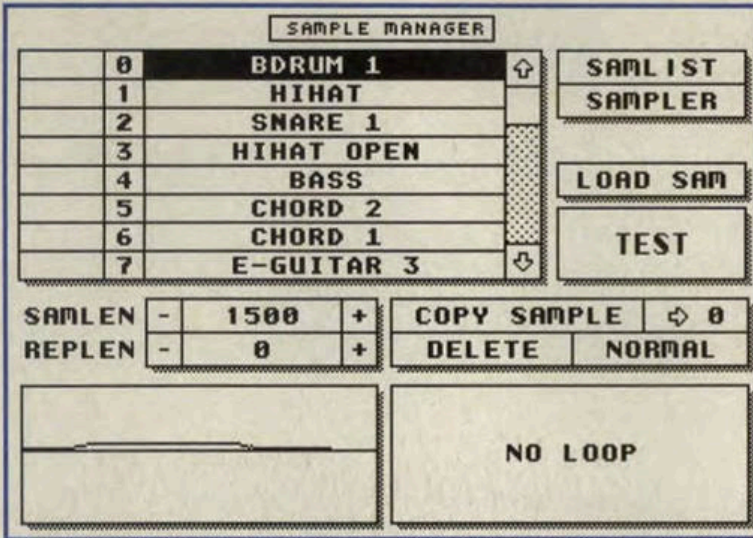 SAMPLE MANAGER
0 BDRUM 1
1 HIHAT
2 SNARE 1
3 HIHAT OPEN
4 BASS
5 CHORD 2
6 CHORD 1
7 E-GUITAR 3
SAMLIST
SAMPLER
LOAD SAM
TEST
SAMLEN - 1500 +
REPLEN - 0 +
COPY SAMPLE ⇨ 0
DELETE NORMAL
NO LOOP